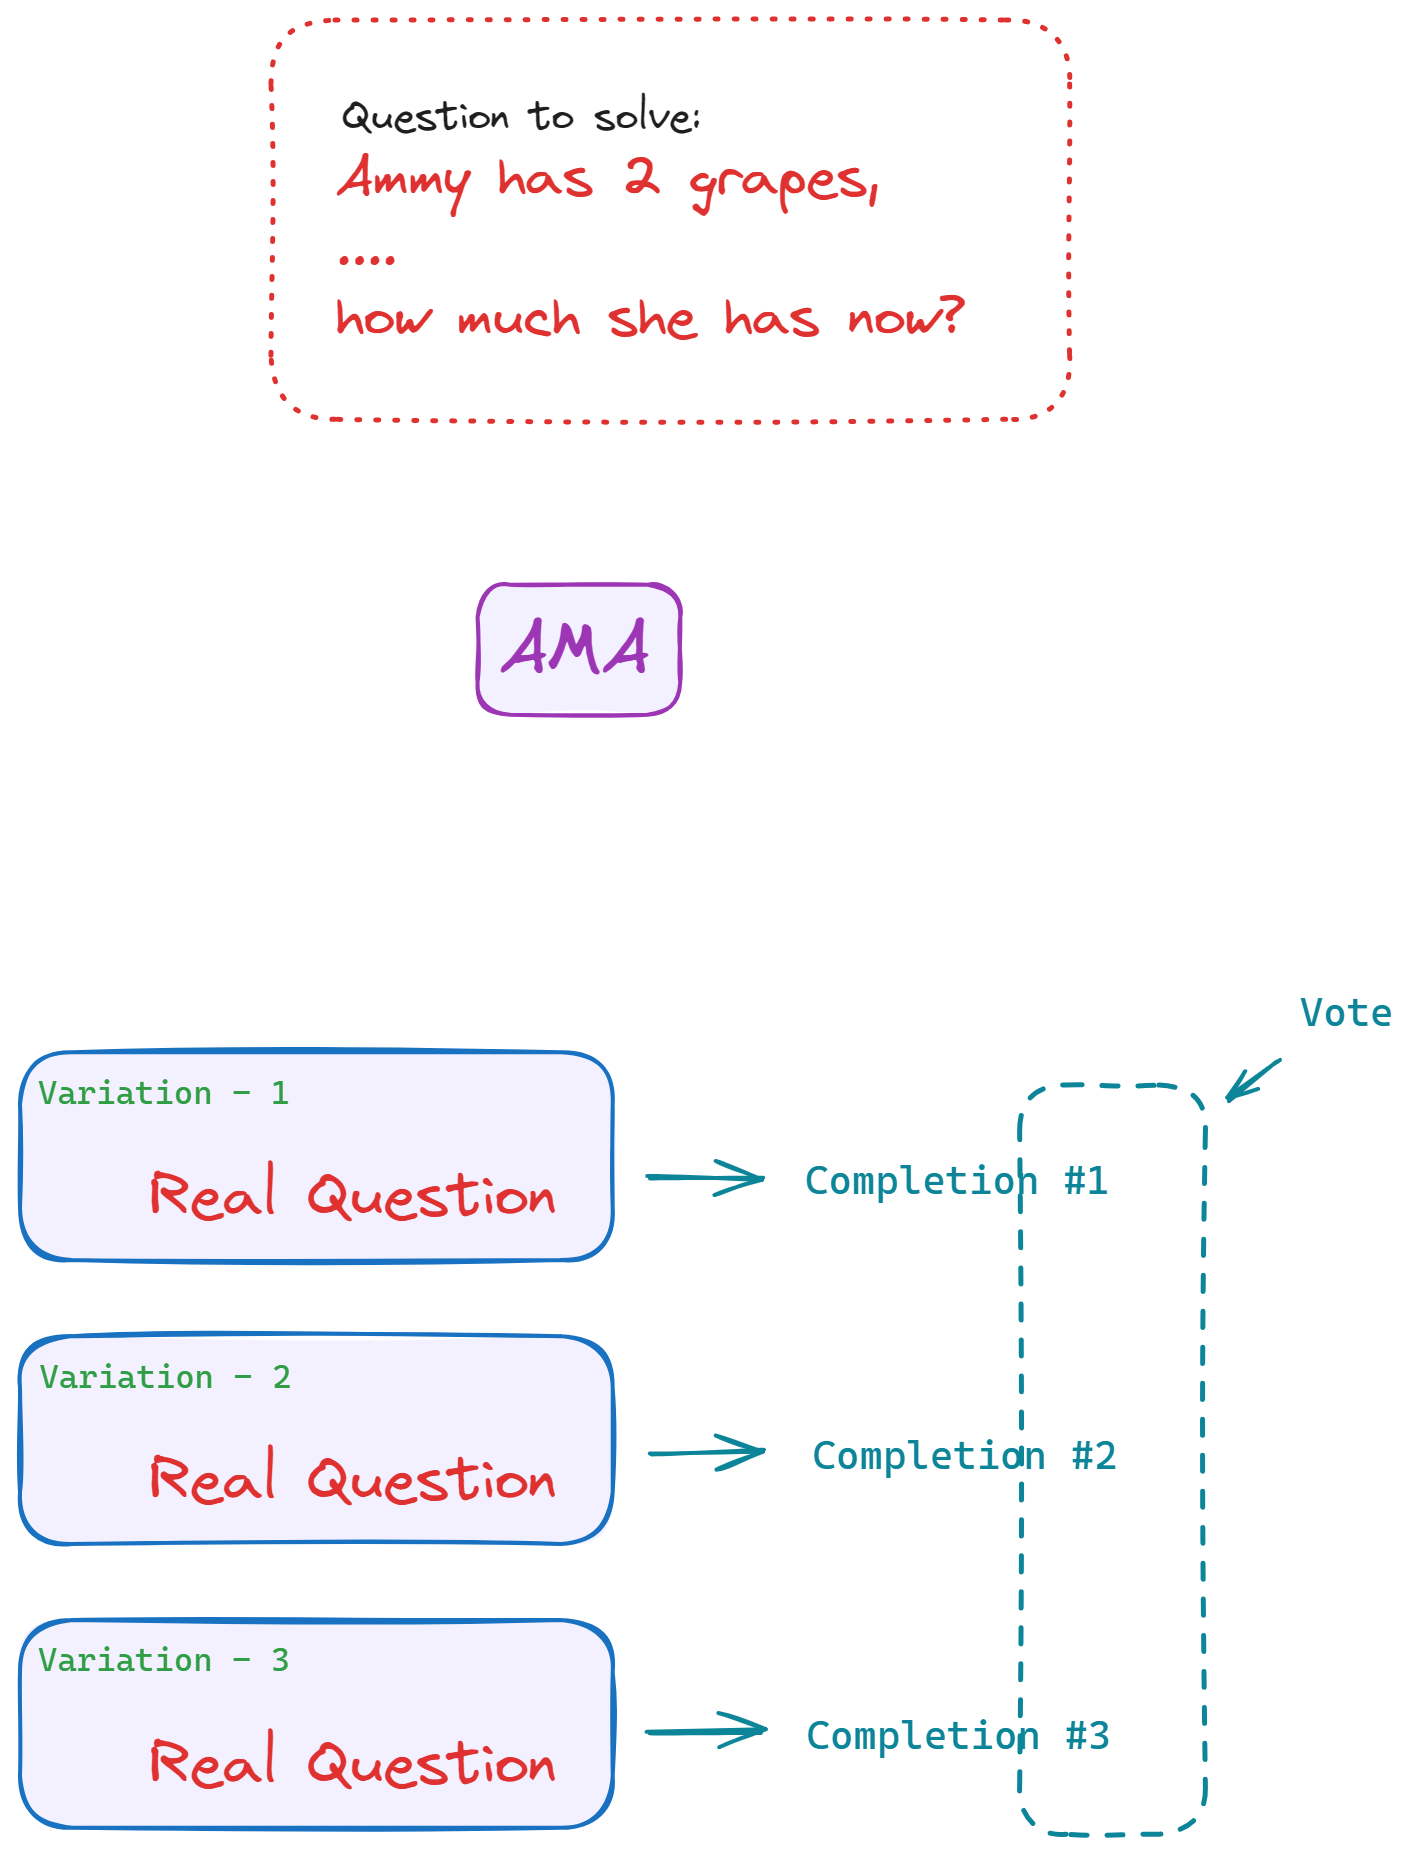 Question to solve:
Ammy has 2 grapes,
....
how much she has now?
AMA
Vote
Variation - 1
Real Question
Completion #1
Variation - 2
Real Question
Completion #2
Variation - 3
Real Question
Completion #3